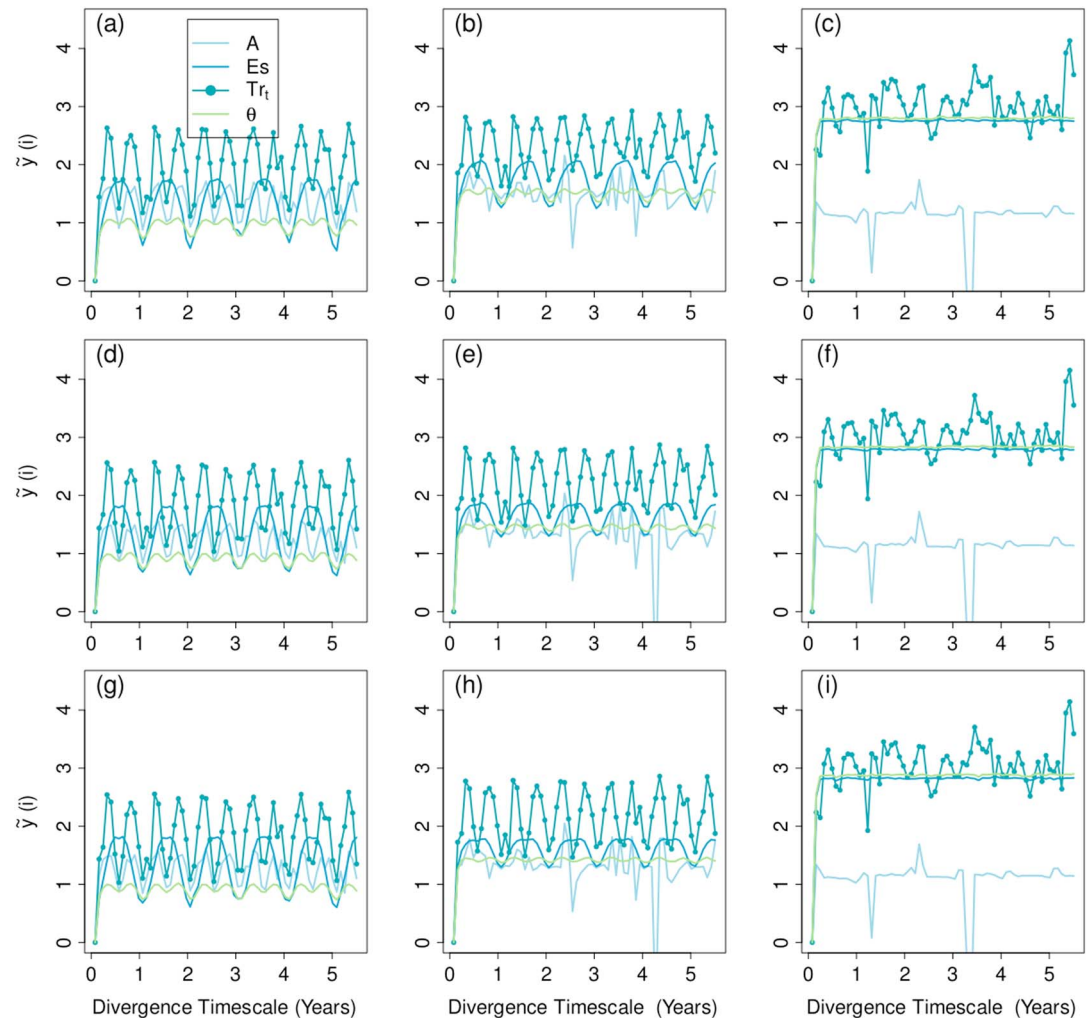 (a) (b) (c)
A
Es
Trt
θ
ỹ (i)
0 1 2 3 4
0 1 2 3 4 5
0 1 2 3 4
0 1 2 3 4 5
0 1 2 3 4
0 1 2 3 4 5
(d) (e) (f)
ỹ (i)
0 1 2 3 4
0 1 2 3 4 5
0 1 2 3 4
0 1 2 3 4 5
0 1 2 3 4
0 1 2 3 4 5
(g) (h) (i)
ỹ (i)
0 1 2 3 4
0 1 2 3 4 5
0 1 2 3 4
0 1 2 3 4 5
0 1 2 3 4
0 1 2 3 4 5
Divergence Timescale (Years) Divergence Timescale (Years) Divergence Timescale (Years)